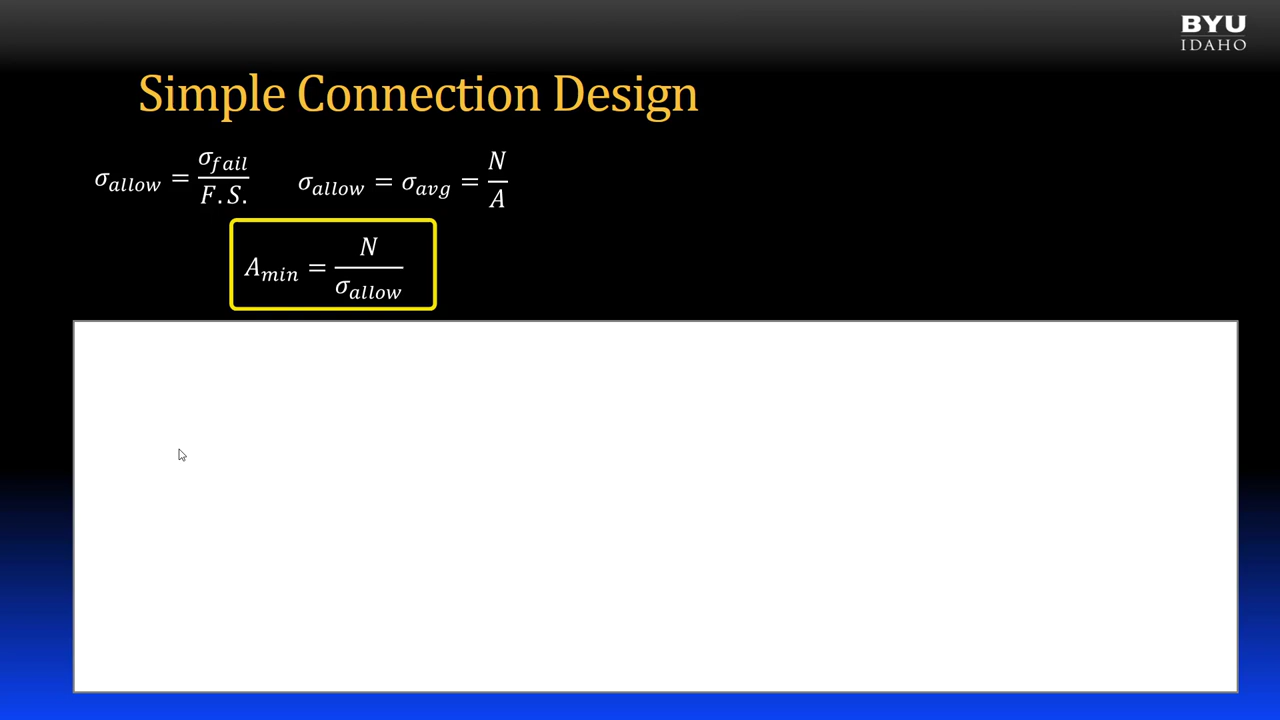 BYU
IDAHO
Simple Connection Design
σ_allow = σ_fail / F.S.
σ_allow = σ_avg = N / A
A_min = N / σ_allow